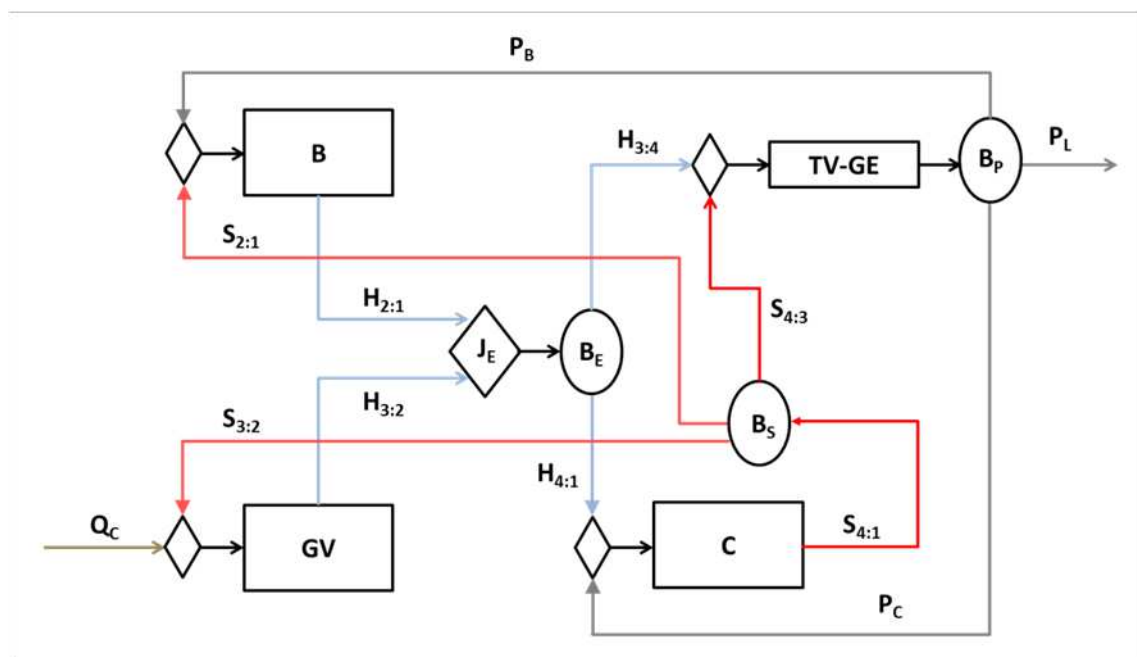 P_B
B
H_3:4
TV-GE
B_P
P_L
S_2:1
H_2:1
J_E
B_E
S_4:3
H_3:2
S_3:2
B_S
H_4:1
Q_C
GV
C
S_4:1
P_C